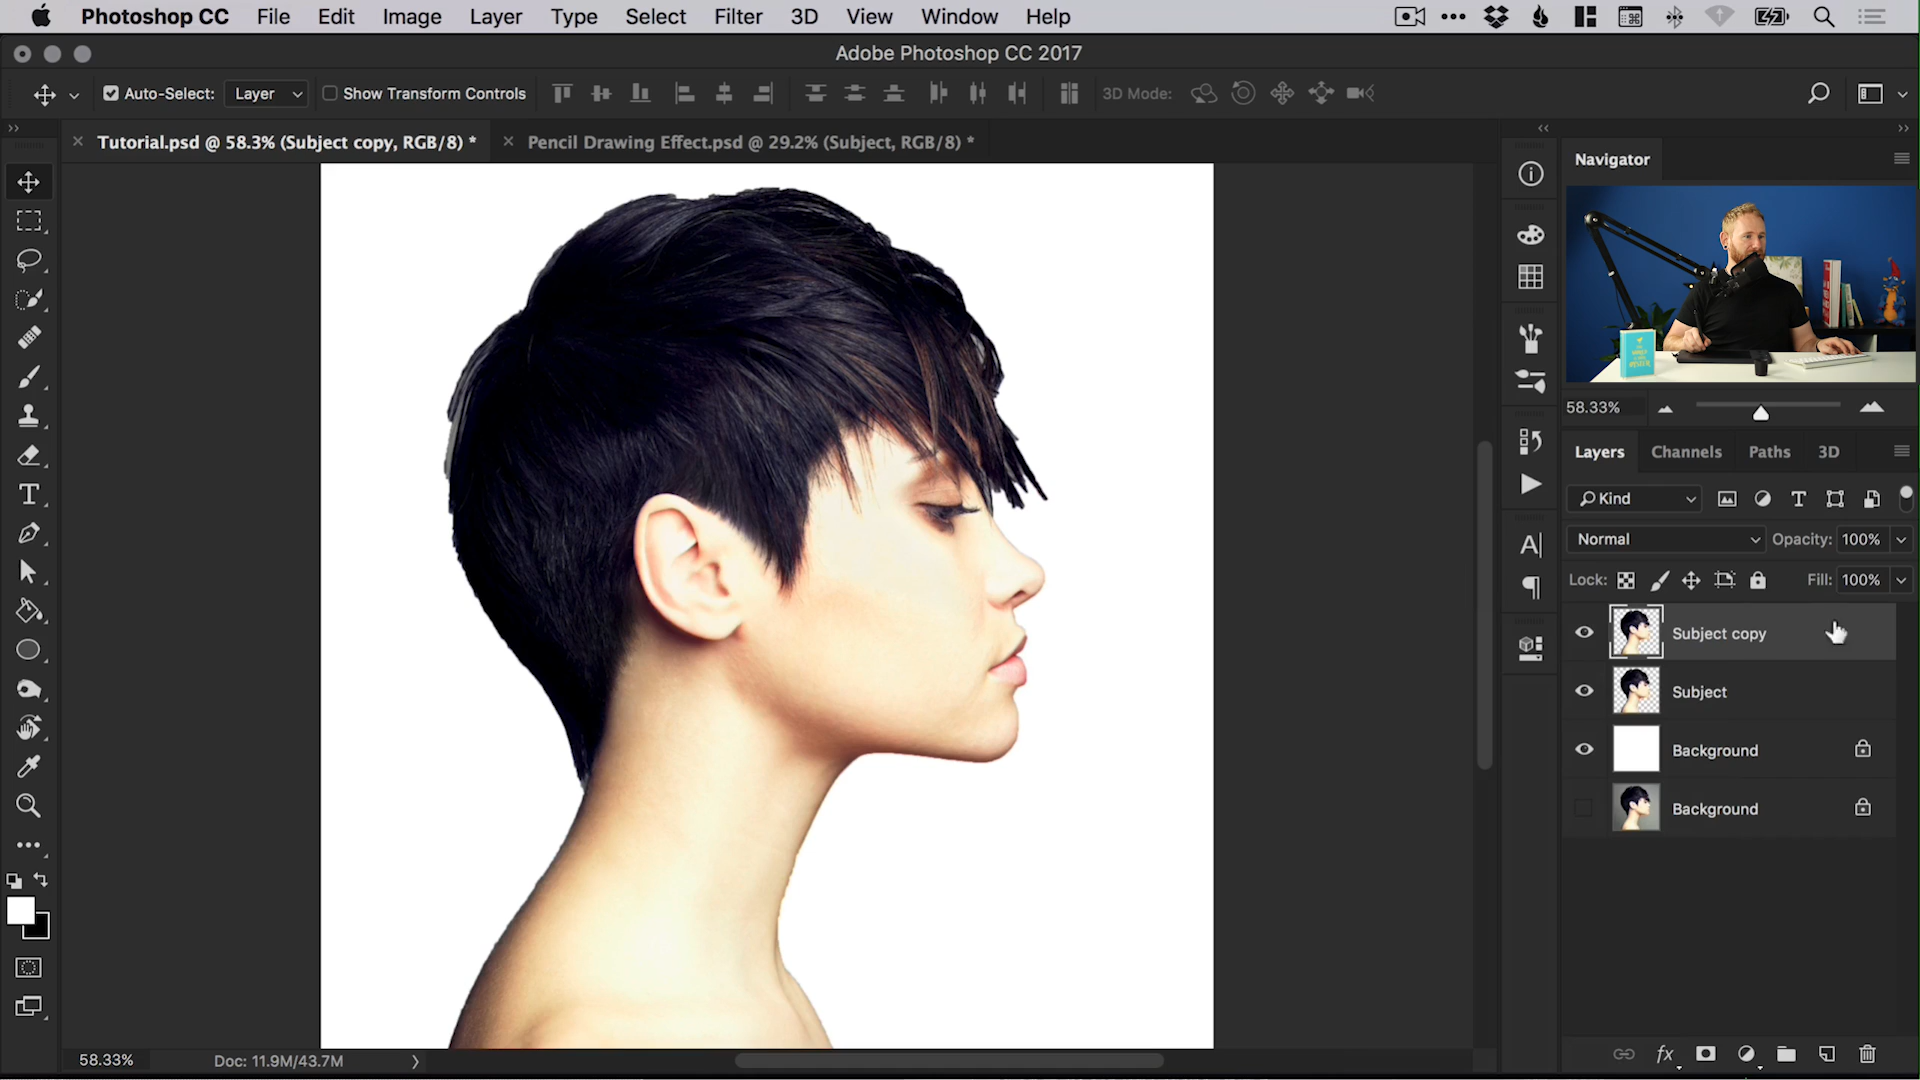 Photoshop CC File Edit Image Layer Type Select Filter 3D View Window Help
Adobe Photoshop CC 2017
Auto-Select: Layer Show Transform Controls 3D Mode:
Tutorial.psd @ 58.3% (Subject copy, RGB/8) * Pencil Drawing Effect.psd @ 29.2% (Subject, RGB/8) *
Navigator
58.33%
Layers Channels Paths 3D
Kind
Normal Opacity: 100%
Lock: Fill: 100%
Subject copy
Subject
Background
Background
58.33% Doc: 11.9M/43.7M
fx